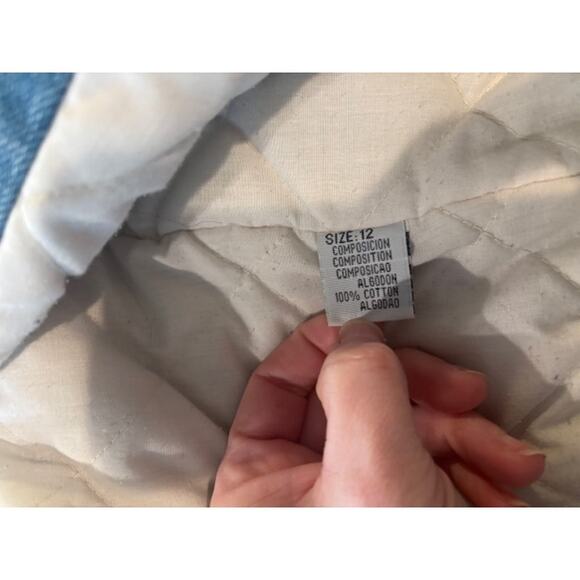 SIZE: 12
COMPOSICION
COMPOSITION
COMPOSICAO
ALGODON
100% COTTON
ALGODAO